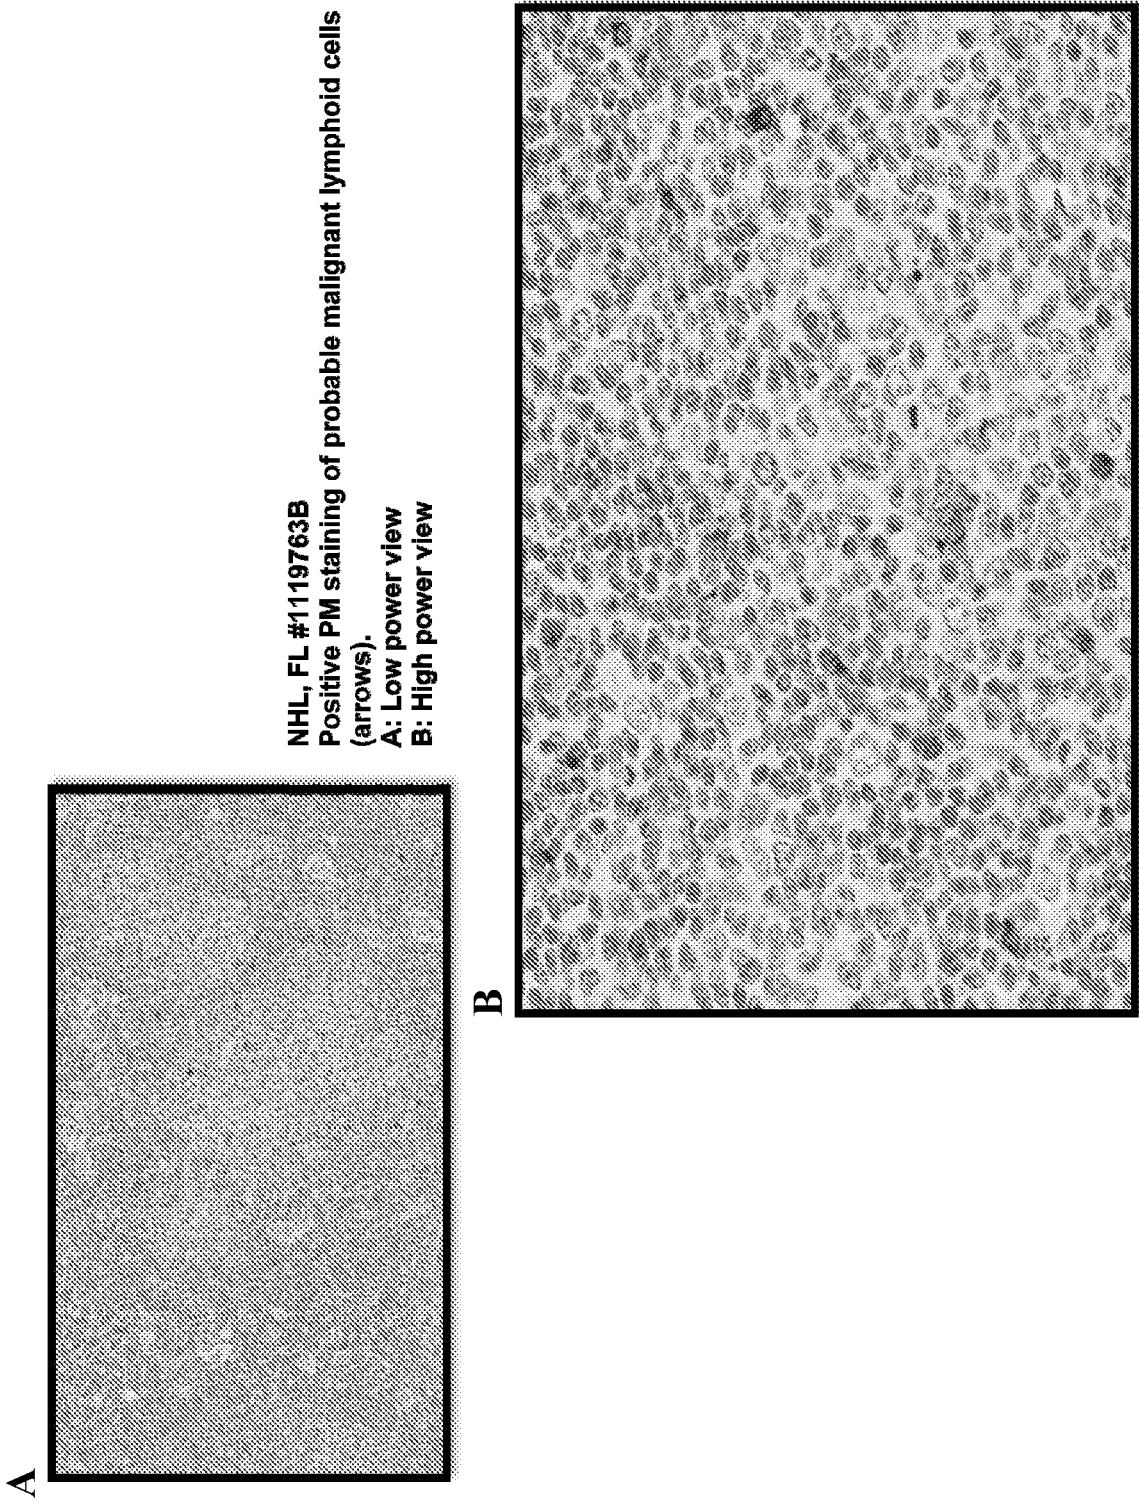 A
NHL, FL #1119763B
Positive PM staining of probable malignant lymphoid cells
(arrows).
A: Low power view
B: High power view
B